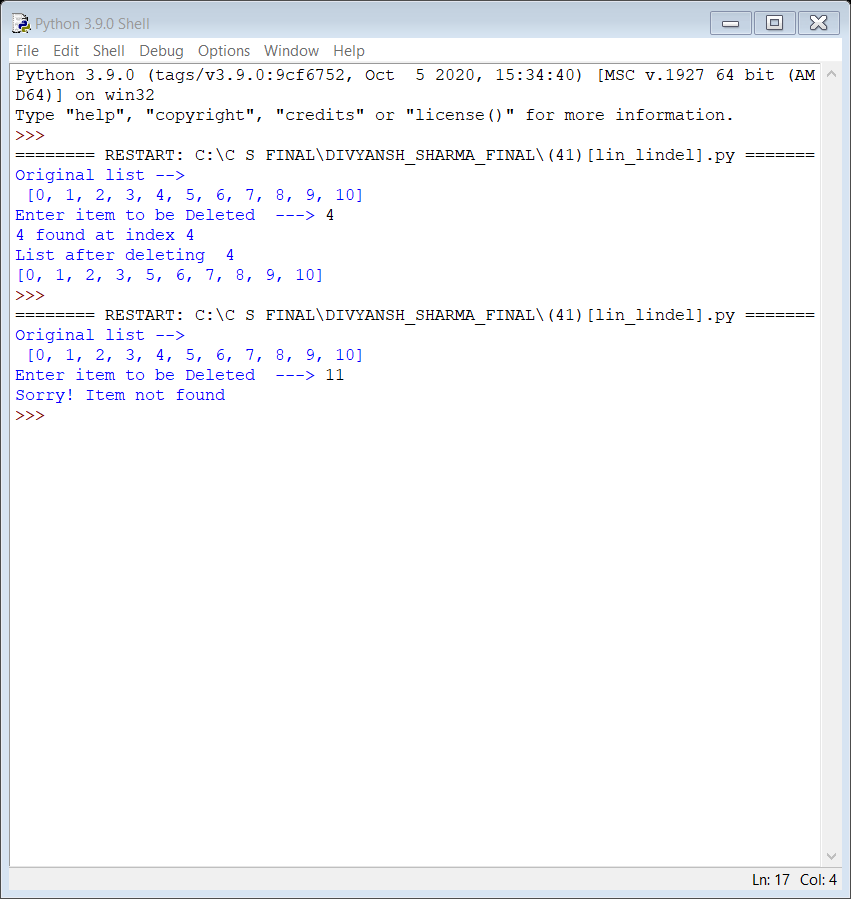 Python 3.9.0 Shell
File Edit Shell Debug Options Window Help
Python 3.9.0 (tags/v3.9.0:9cf6752, Oct  5 2020, 15:34:40) [MSC v.1927 64 bit (AM
D64)] on win32
Type "help", "copyright", "credits" or "license()" for more information.
>>>
======== RESTART: C:\C S FINAL\DIVYANSH_SHARMA_FINAL\(41)[lin_lindel].py =======
Original list -->
 [0, 1, 2, 3, 4, 5, 6, 7, 8, 9, 10]
Enter item to be Deleted  ---> 4
4 found at index 4
List after deleting  4
[0, 1, 2, 3, 5, 6, 7, 8, 9, 10]
>>>
======== RESTART: C:\C S FINAL\DIVYANSH_SHARMA_FINAL\(41)[lin_lindel].py =======
Original list -->
 [0, 1, 2, 3, 4, 5, 6, 7, 8, 9, 10]
Enter item to be Deleted  ---> 11
Sorry! Item not found
>>>
Ln: 17 Col: 4